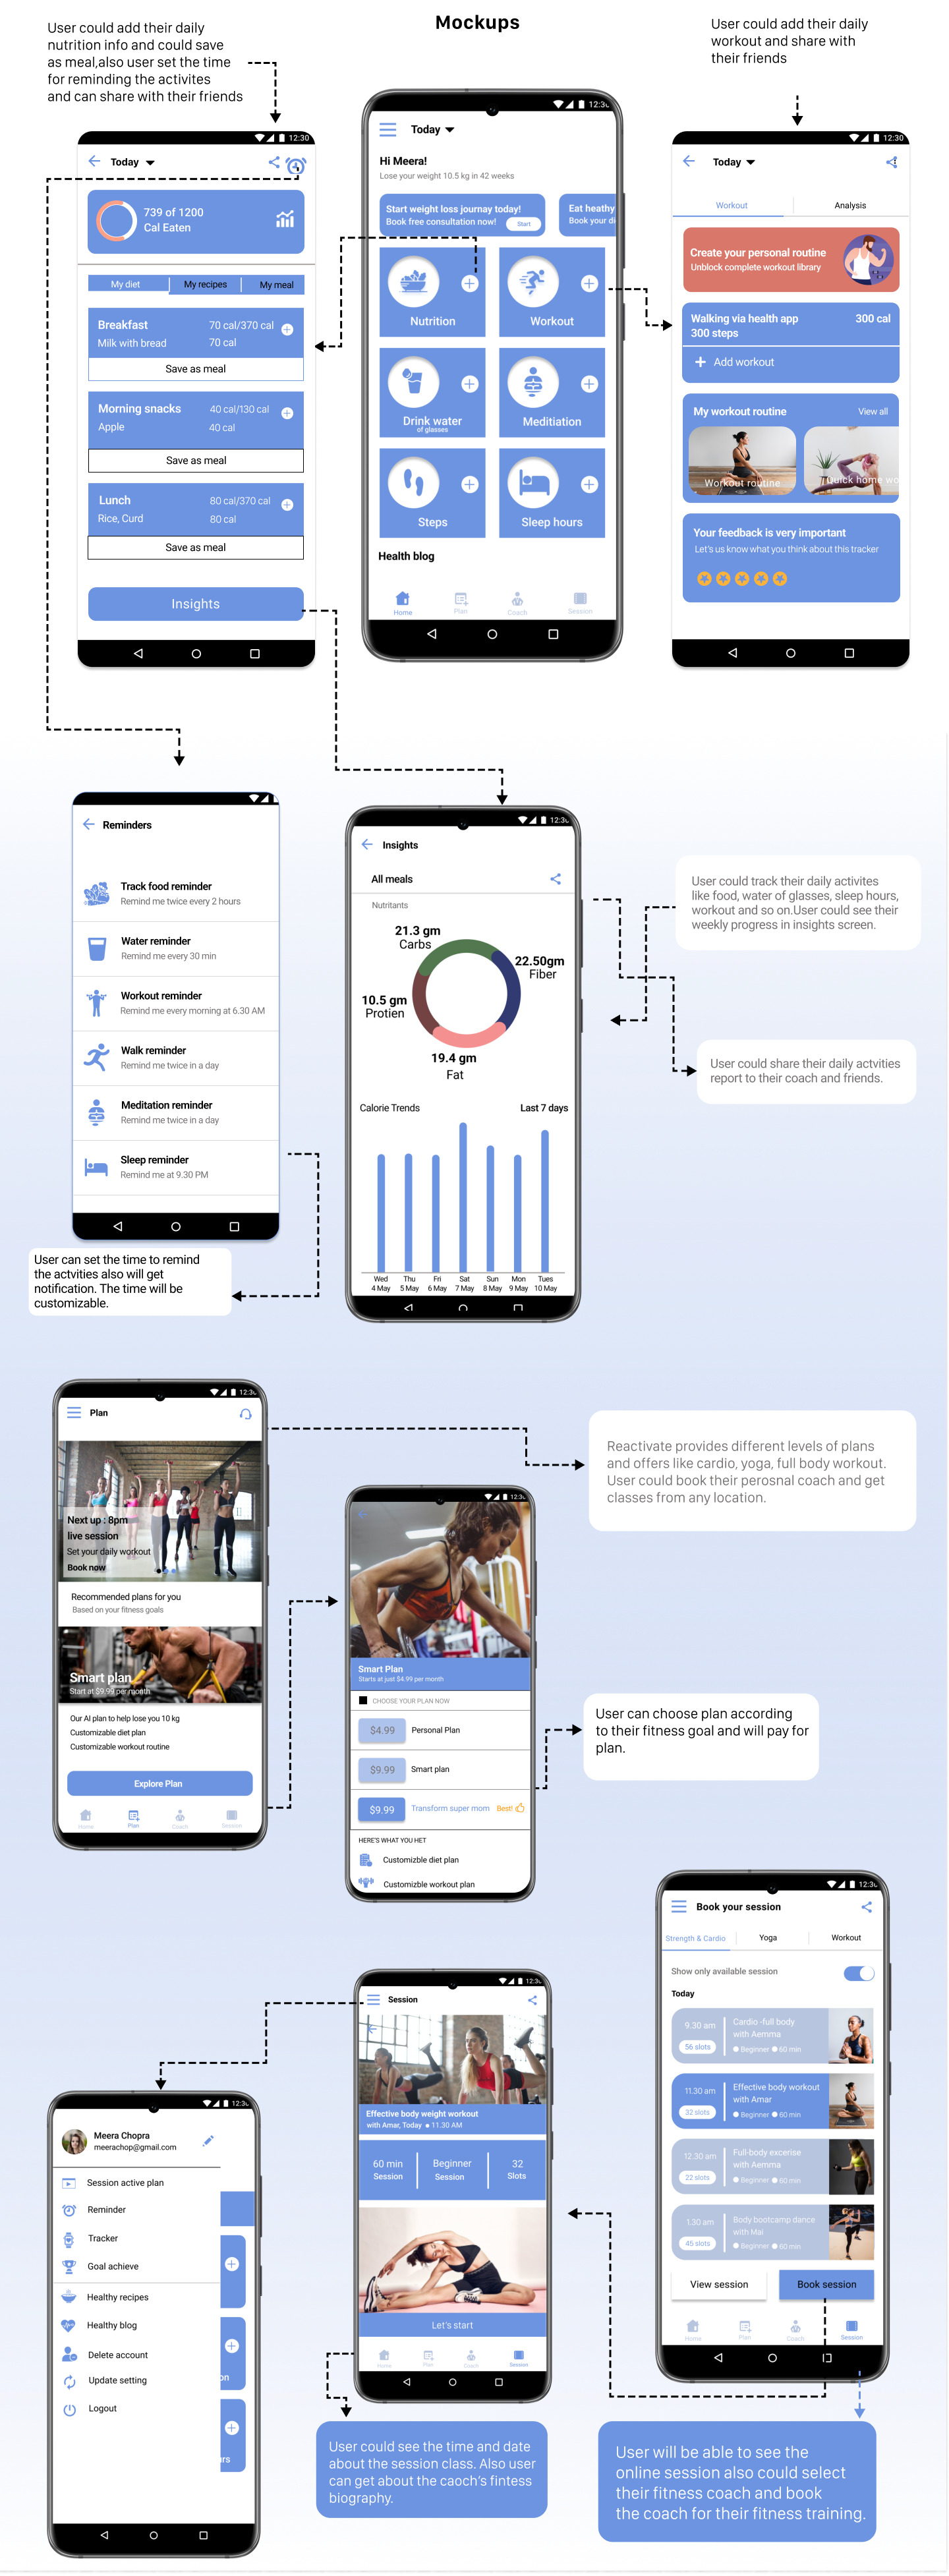 Mockups
User could add their daily
nutrition info and could save
as meal,also user set the time
for reminding the activites
and can share with their friends
User could add their daily
workout and share with
their friends
12:30
Today
739 of 1200
Cal Eaten
My diet
My recipes
My meal
Breakfast
70 cal/370 cal
Milk with bread
70 cal
Save as meal
Morning snacks
40 cal/130 cal
Apple
40 cal
Save as meal
Lunch
80 cal/370 cal
Rice, Curd
80 cal
Save as meal
Insights
12:30
Today
Hi Meera!
Lose your weight 10.5 kg in 42 weeks
Start weight loss journay today!
Book free consultation now!
Start
Eat heathy
Book your di
Nutrition
Workout
Drink water
of glasses
Meditiation
Steps
Sleep hours
Health blog
Home
Plan
Coach
Session
12:30
Today
Workout
Analysis
Create your personal routine
Unblock complete workout library
Walking via health app
300 cal
300 steps
Add workout
My workout routine
View all
Workout routine
Quick home wo
Your feedback is very important
Let's us know what you think about this tracker
Reminders
Track food reminder
Remind me twice every 2 hours
Water reminder
Remind me every 30 min
Workout reminder
Remind me every morning at 6.30 AM
Walk reminder
Remind me twice in a day
Meditation reminder
Remind me twice in a day
Sleep reminder
Remind me at 9.30 PM
User can set the time to remind
the actvities also will get
notification. The time will be
customizable.
12:30
Insights
All meals
Nutritants
21.3 gm
Carbs
22.50gm
Fiber
10.5 gm
Protien
19.4 gm
Fat
Calorie Trends
Last 7 days
Wed
4 May
Thu
5 May
Fri
6 May
Sat
7 May
Sun
8 May
Mon
9 May
Tues
10 May
User could track their daily activites
like food, water of glasses, sleep hours,
workout and so on.User could see their
weekly progress in insights screen.
User could share their daily actvities
report to their coach and friends.
12:30
Plan
Next up : 8pm
live session
Set your daily workout
Book now
Recommended plans for you
Based on your fitness goals
Smart plan
Start at $9.99 per month
Our AI plan to help lose you 10 kg
Customizable diet plan
Customizable workout routine
Explore Plan
Home
Plan
Coach
Session
Reactivate provides different levels of plans
and offers like cardio, yoga, full body workout.
User could book their perosnal coach and get
classes from any location.
12:30
Smart Plan
Starts at just $4.99 per month
CHOOSE YOUR PLAN NOW
$4.99
Personal Plan
$9.99
Smart plan
$9.99
Transform super mom
Best!
HERE'S WHAT YOU HET
Customizble diet plan
Customizble workout plan
User can choose plan according
to their fitness goal and will pay for
plan.
12:30
Book your session
Strength & Cardio
Yoga
Workout
Show only available session
Today
9.30 am
56 slots
Cardio -full body
with Aemma
Beginner
60 min
11.30 am
32 slots
Effective body workout
with Amar
Beginner
60 min
12.30 am
22 slots
Full-body excerise
with Aemma
Beginner
60 min
1.30 am
45 slots
Body bootcamp dance
with Mai
Beginner
60 min
View session
Book session
Home
Plan
Coach
Session
12:30
Session
Effective body weight workout
with Amar, Today • 11.30 AM
60 min
Session
Beginner
Session
32
Slots
Let's start
Home
Plan
Coach
Session
12:30
Meera Chopra
meerachop@gmail.com
Session active plan
Reminder
Tracker
Goal achieve
Healthy recipes
Healthy blog
Delete account
Update setting
Logout
on
urs
User could see the time and date
about the session class. Also user
can get about the caoch's fintess
biography.
User will be able to see the
online session also could select
their fitness coach and book
the coach for their fitness training.